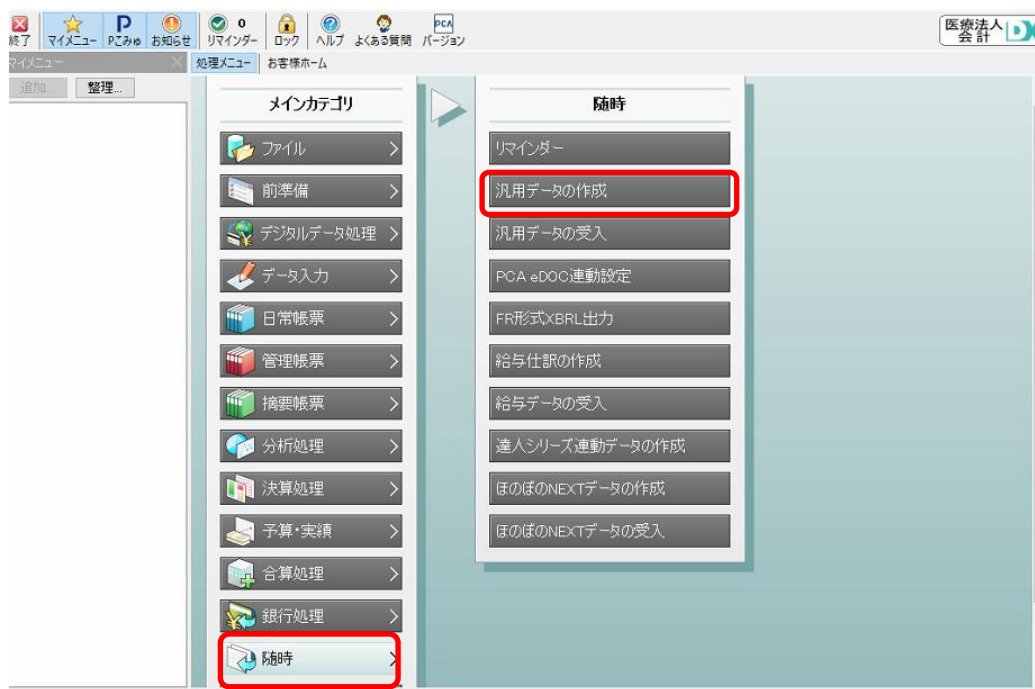 終了 マイメニュー Pこみゅ お知らせ リマインダー 0 ロック ヘルプ よくある質問 PCA バージョン
医療法人会計 DX
マイメニュー
処理メニュー お客様ホーム
追加... 整理...
メインカテゴリ
ファイル
前準備
デジタルデータ処理
データ入力
日常帳票
管理帳票
摘要帳票
分析処理
決算処理
予算・実績
合算処理
銀行処理
随時
随時
リマインダー
汎用データの作成
汎用データの受入
PCA eDOC連動設定
FR形式XBRL出力
給与仕訳の作成
給与データの受入
達人シリーズ連動データの作成
ほのぼのNEXTデータの作成
ほのぼのNEXTデータの受入